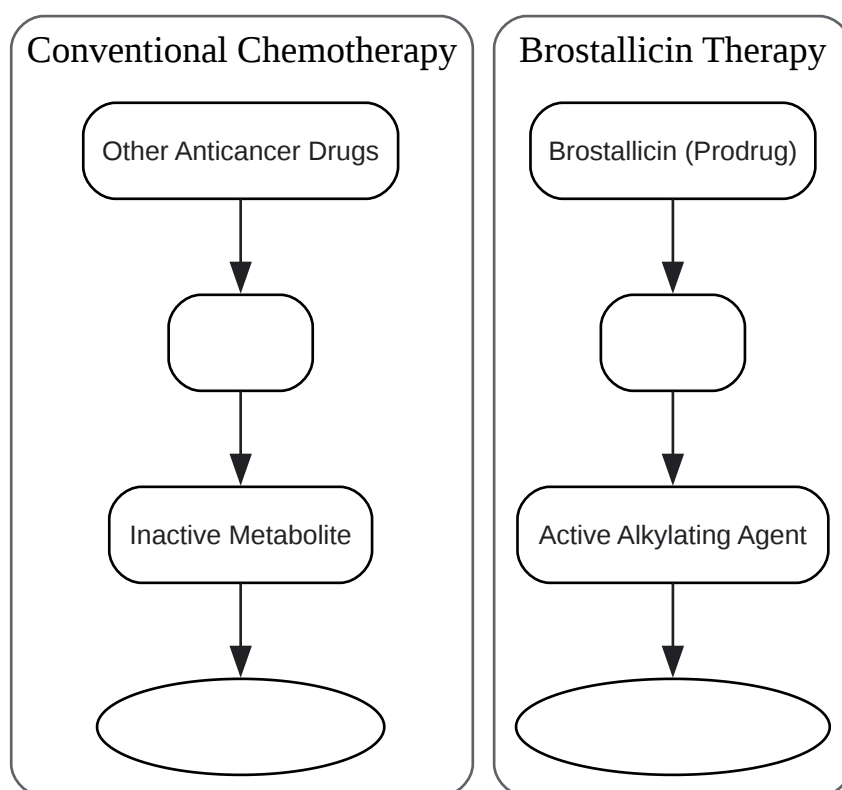 Conventional Chemotherapy
Other Anticancer Drugs
Inactive Metabolite
Brostallicin Therapy
Brostallicin (Prodrug)
Active Alkylating Agent